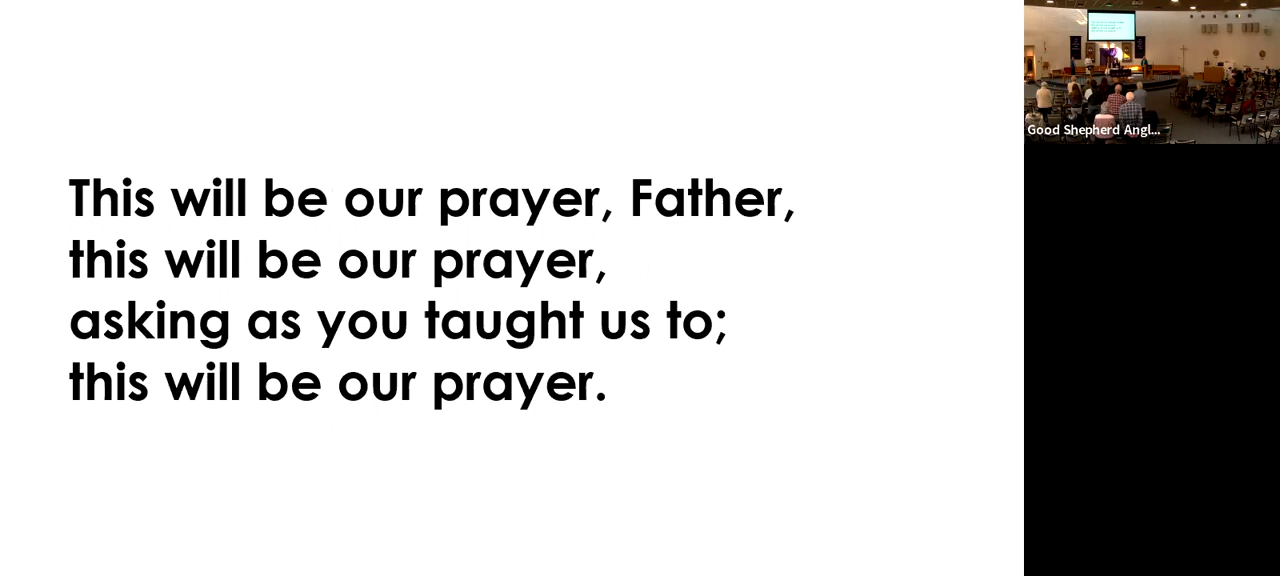 This will be our prayer, Father,
this will be our prayer,
asking as you taught us to;
this will be our prayer.
Good Shepherd Angl...